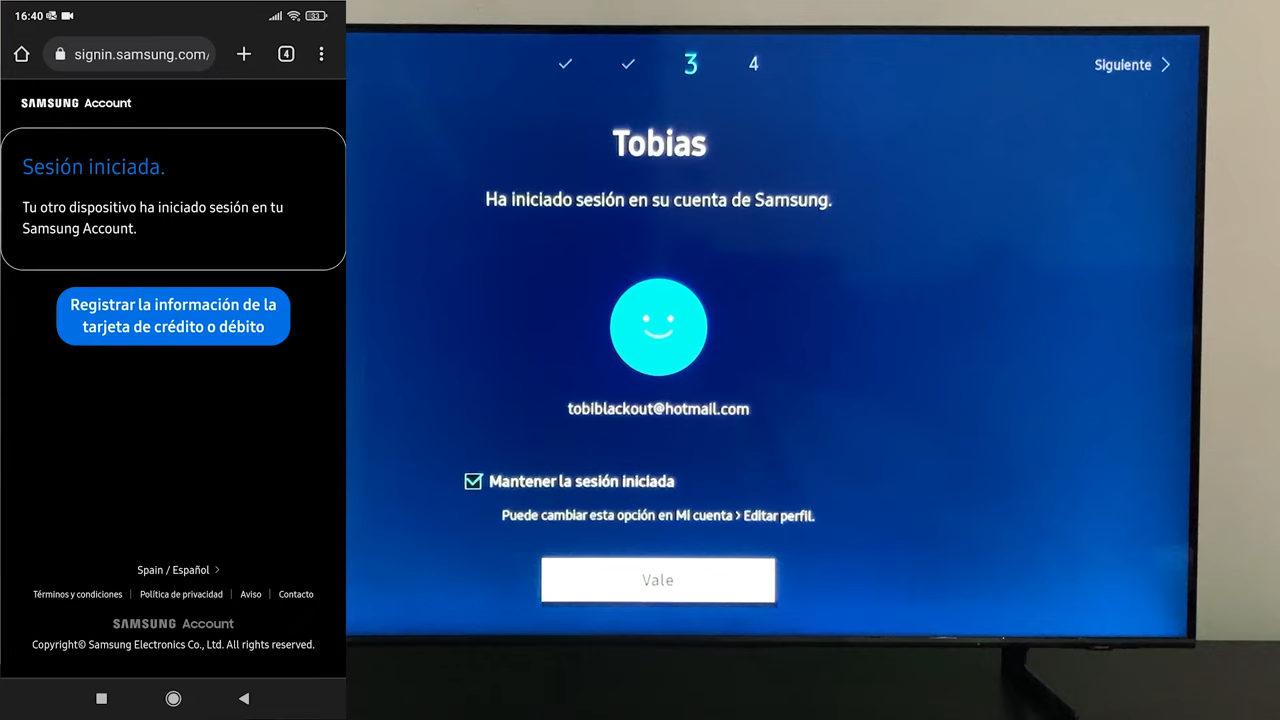 16:40
33
signin.samsung.com/
4
SAMSUNG Account
Sesión iniciada.
Tu otro dispositivo ha iniciado sesión en tu
Samsung Account.
Registrar la información de la
tarjeta de crédito o débito
Spain / Español
Términos y condiciones
Política de privacidad
Aviso
Contacto
SAMSUNG Account
Copyright© Samsung Electronics Co., Ltd. All rights reserved.
3
4
Siguiente
Tobias
Ha iniciado sesión en su cuenta de Samsung.
tobiblackout@hotmail.com
Mantener la sesión iniciada
Puede cambiar esta opción en Mi cuenta > Editar perfil.
Vale